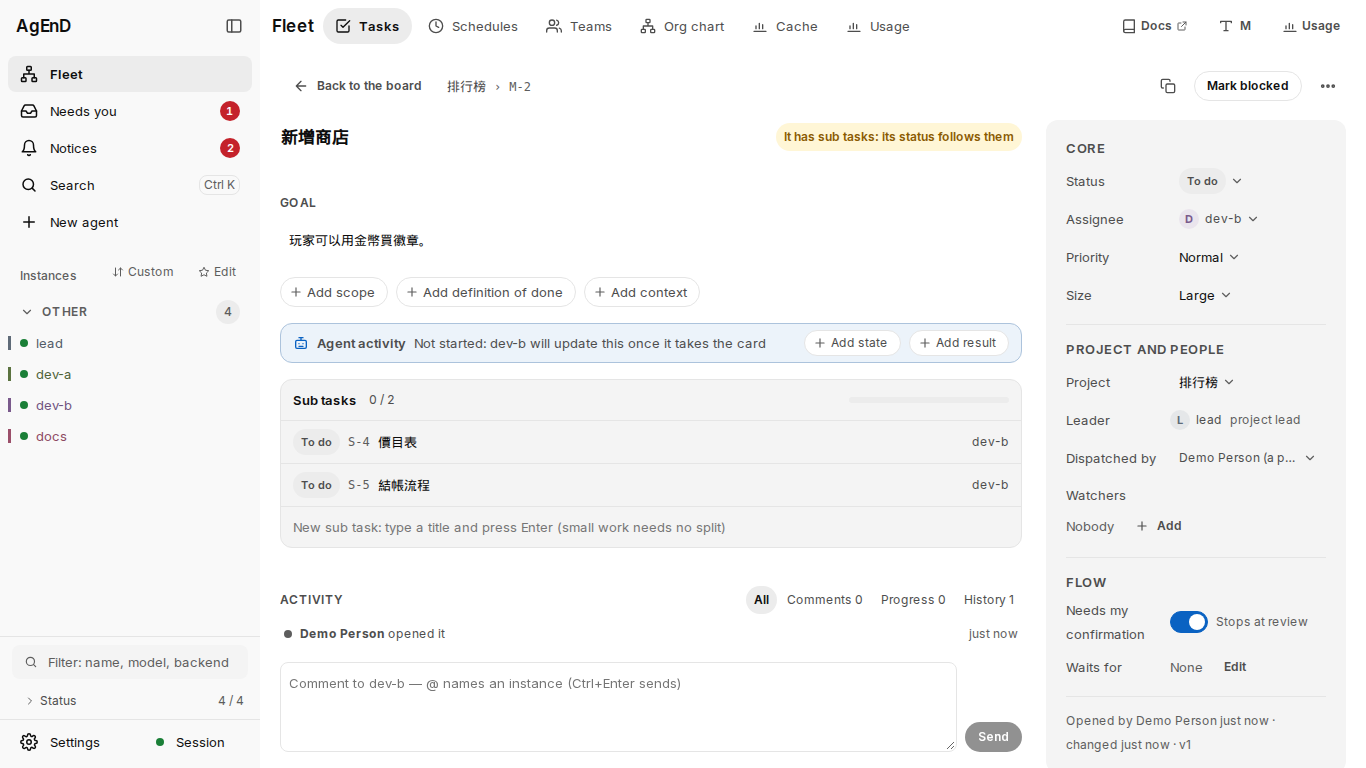 AgEnD
Fleet
Needs you 1
Notices 2
Search Ctrl K
New agent
Instances Custom Edit
OTHER 4
lead
dev-a
dev-b
docs
Filter: name, model, backend
Status 4 / 4
Settings Session
Fleet Tasks Schedules Teams Org chart Cache Usage Docs M Usage
Back to the board 排行榜 › M-2 Mark blocked
新增商店 It has sub tasks: its status follows them
GOAL
玩家可以用金幣買徽章。
Add scope Add definition of done Add context
Agent activity Not started: dev-b will update this once it takes the card Add state Add result
Sub tasks 0 / 2
To do S-4 價目表 dev-b
To do S-5 結帳流程 dev-b
New sub task: type a title and press Enter (small work needs no split)
ACTIVITY All Comments 0 Progress 0 History 1
Demo Person opened it just now
Comment to dev-b — @ names an instance (Ctrl+Enter sends)
Send
CORE
Status To do
Assignee D dev-b
Priority Normal
Size Large
PROJECT AND PEOPLE
Project 排行榜
Leader L lead project lead
Dispatched by Demo Person (a p...
Watchers
Nobody Add
FLOW
Needs my
confirmation Stops at review
Waits for None Edit
Opened by Demo Person just now ·
changed just now · v1